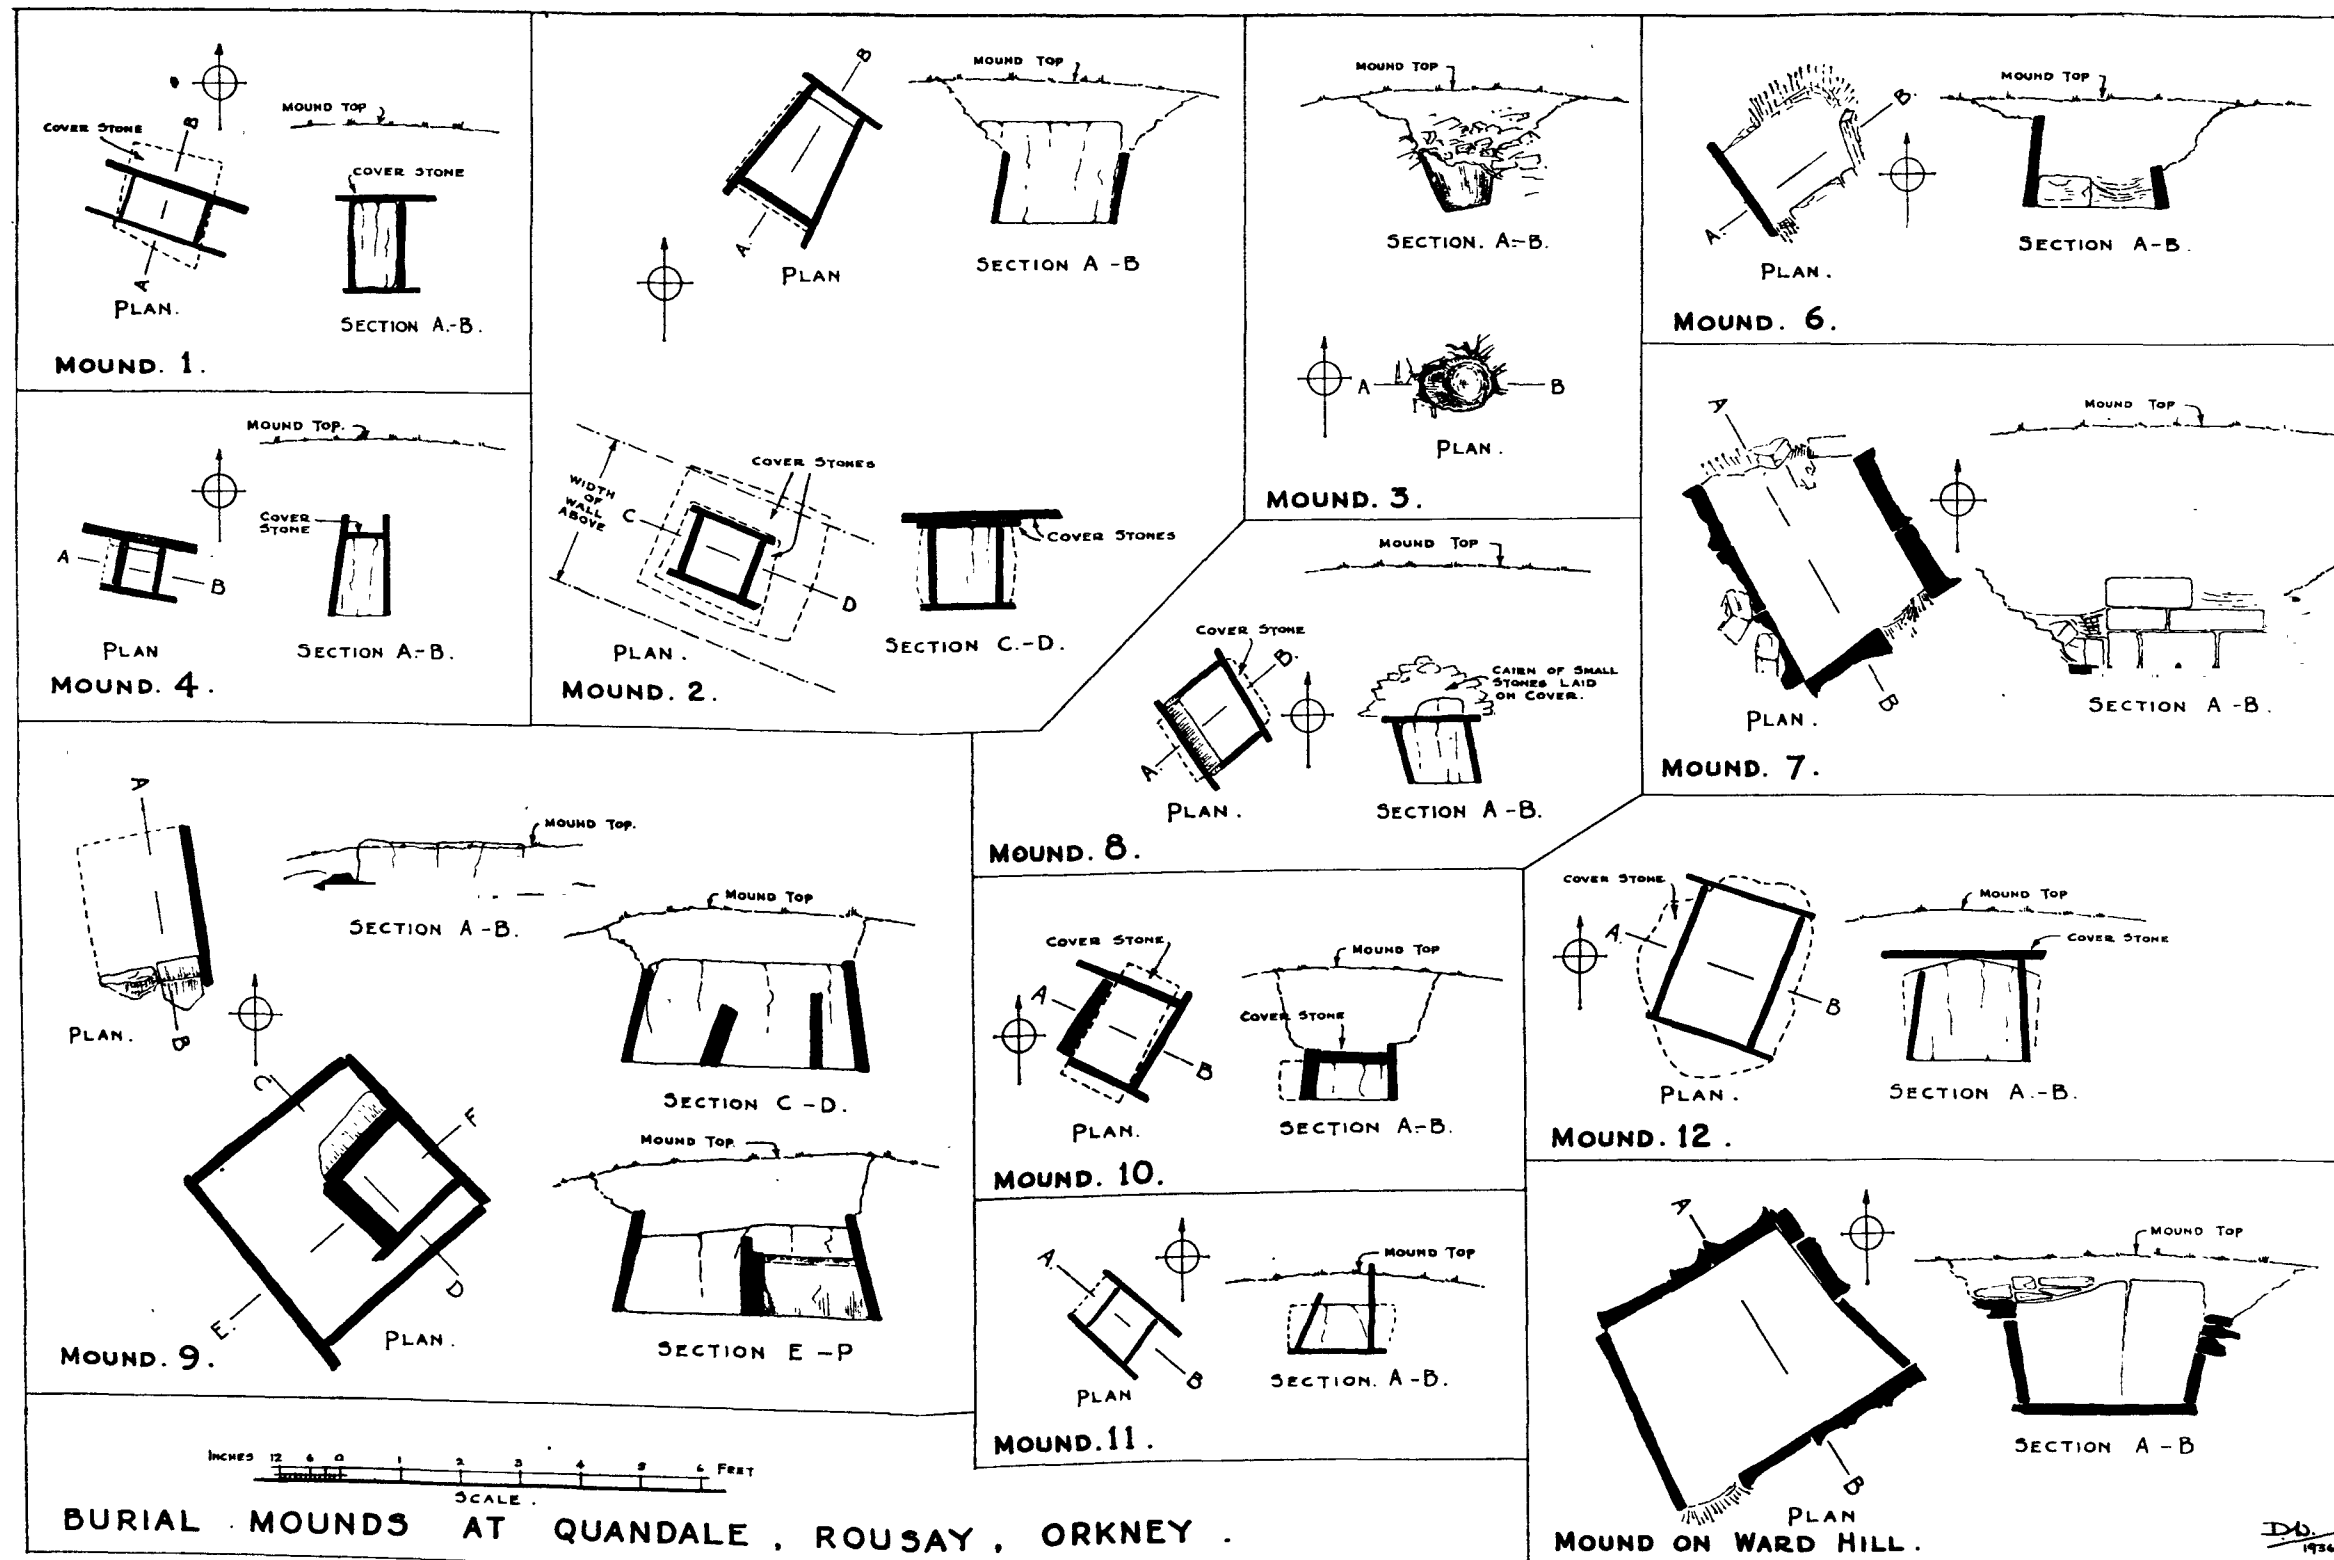 COVER STONE
MOUND TOP
B
A
COVER STONE
PLAN.
SECTION A.-B.
MOUND. 1.
B
A.
PLAN
MOUND TOP
SECTION A-B
WIDTH
OF
WALL
ABOVE
COVER STONES
C
D
PLAN.
COVER STONES
SECTION C.-D.
MOUND. 2.
MOUND TOP
SECTION. A.-B.
A
B
PLAN.
MOUND. 3.
B.
A.
PLAN.
MOUND TOP
SECTION A-B.
MOUND. 6.
MOUND TOP.
A
B
COVER
STONE
PLAN
SECTION A.-B.
MOUND. 4.
A
MOUND TOP
B
PLAN.
SECTION A-B.
MOUND. 7.
MOUND TOP
COVER STONE
B.
A.
CAIRN OF SMALL
STONES LAID
ON COVER.
PLAN.
SECTION A-B.
MOUND. 8.
A
B
PLAN.
MOUND TOP.
SECTION A-B.
MOUND TOP
SECTION C-D.
C
F
D
E.
PLAN.
MOUND TOP.
SECTION E-P
MOUND. 9.
COVER STONE
A
B
PLAN.
MOUND TOP
COVER STONE
SECTION A.-B.
MOUND. 10.
COVER STONE
A.
B
PLAN.
MOUND TOP
COVER STONE
SECTION A.-B.
MOUND. 12.
A.
B
PLAN
MOUND TOP
SECTION. A-B.
MOUND. 11.
A
B
PLAN
MOUND TOP
SECTION A-B
MOUND ON WARD HILL.
INCHES 12 6 0 1 2 3 4 5 6 FEET
SCALE.
BURIAL MOUNDS AT QUANDALE, ROUSAY, ORKNEY.
D.W.
1936